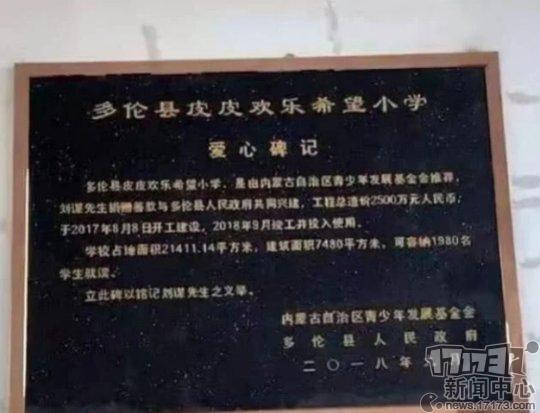 多伦县皮皮欢乐希望小学
爱心碑记
多伦县皮皮欢乐希望小学，是由内蒙古自治区青少年发展基金会推荐，
刘谋先生捐赠善款与多伦县人民政府共同兴建，工程总造价2500万元人民币；
于2017年8月8日开工建设，2018年9月竣工并投入使用。
学校占地面积21411.14平方米，建筑面积7480平方米，可容纳1980名
学生就读。
立此碑以铭记刘谋先生之义举。
内蒙古自治区青少年发展基金会
多伦县人民政府
二〇一八年
17173
新闻中心
news.17173.com